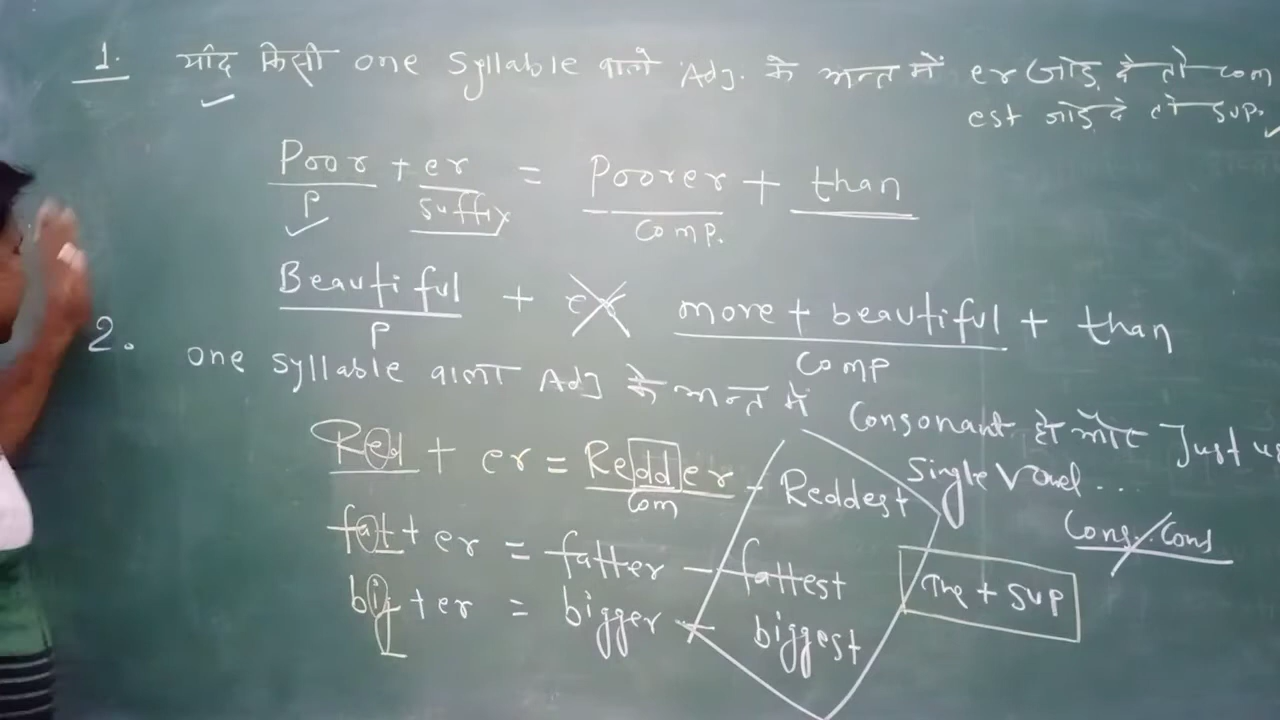 1. यदि किसी one syllable वाले Adj. के अन्त में er जोड़ दे तो com
est जोड़ दे तो sup.
Poor + er = Poorer + than
P suffix Comp.
Beautiful + er more + beautiful + than
P Comp
2. one syllable वाला Adj के अन्त में Consonant हो और Just
Single Vowel ...
Red + er = Redder - Reddest
Com
Cons. Cons
fat + er = fatter - fattest
The + Sup
big + er = bigger - biggest